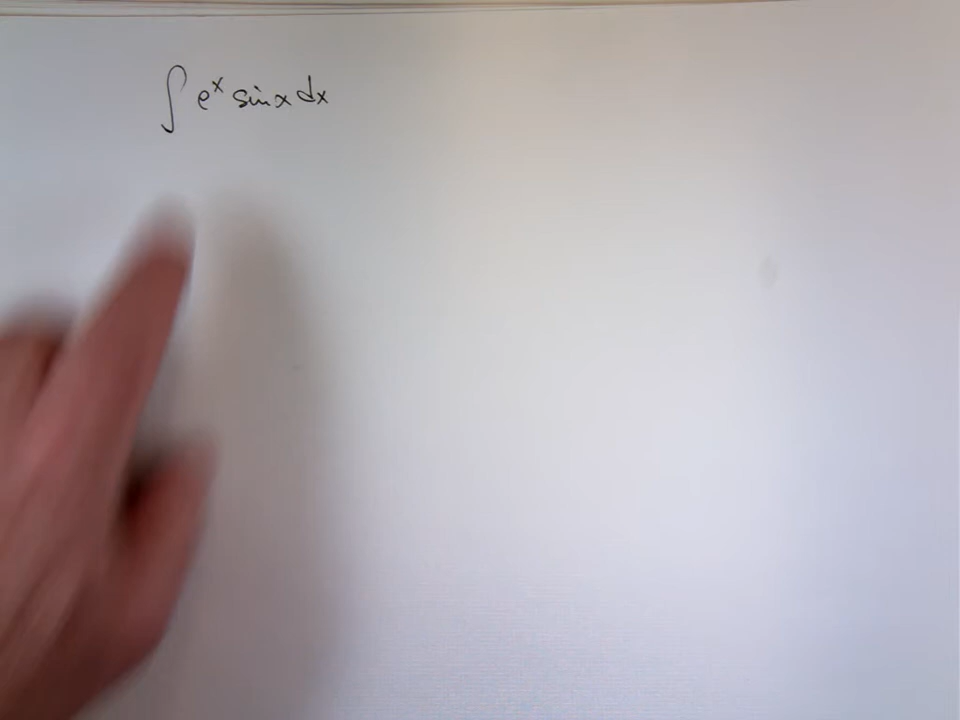 ∫ e^x sin x dx